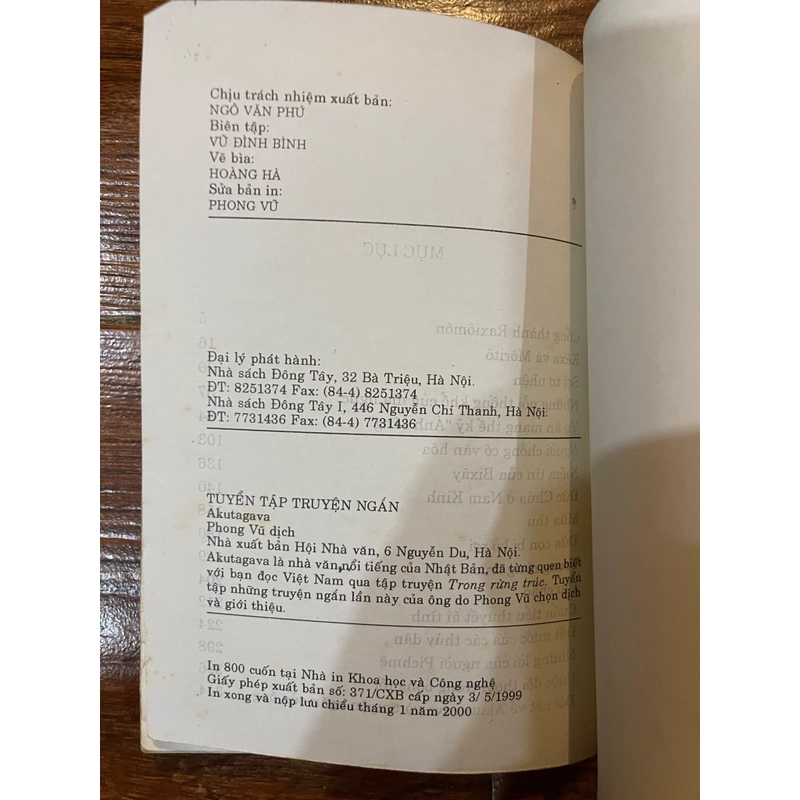 Chịu trách nhiệm xuất bản:
NGÔ VĂN PHÚ
Biên tập:
VŨ ĐÌNH BÌNH
Vẽ bìa:
HOÀNG HÀ
Sửa bản in:
PHONG VŨ
MỤC LỤC
Đại lý phát hành:
Nhà sách Đông Tây, 32 Bà Triệu, Hà Nội.
ĐT: 8251374 Fax: (84-4) 8251374
Nhà sách Đông Tây I, 446 Nguyễn Chí Thanh, Hà Nội:
ĐT: 7731436 Fax: (84-4) 7731436
TUYỂN TẬP TRUYỆN NGẮN
Akutagava
Phong Vũ dịch
Nhà xuất bản Hội Nhà văn, 6 Nguyễn Du, Hà Nội.
Akutagava là nhà văn nổi tiếng của Nhật Bản, đã từng quen biết
với bạn đọc Việt Nam qua tập truyện Trong rừng trúc. Tuyển
tập những truyện ngắn lần này của ông do Phong Vũ chọn dịch
và giới thiệu.
In 800 cuốn tại Nhà in Khoa học và Công nghệ
Giấy phép xuất bản số: 371/CXB cấp ngày 3/ 5/1999
In xong và nộp lưu chiểu tháng 1 năm 2000